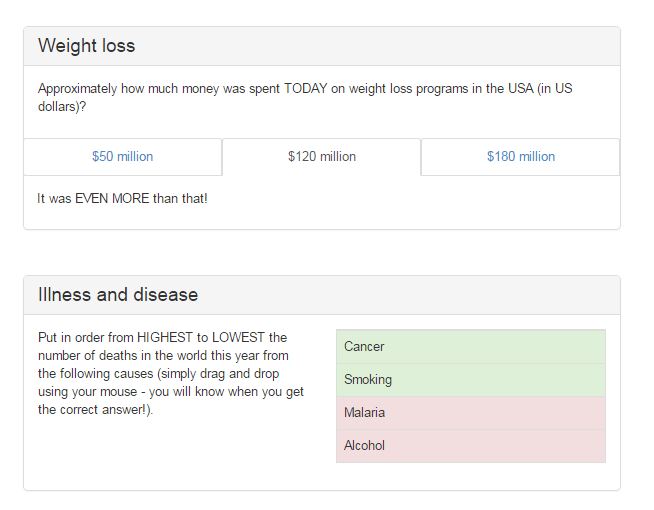 Weight loss
Approximately how much money was spent TODAY on weight loss programs in the USA (in US
dollars)?
$50 million
$120 million
$180 million
It was EVEN MORE than that!
Illness and disease
Put in order from HIGHEST to LOWEST the
number of deaths in the world this year from
the following causes (simply drag and drop
using your mouse - you will know when you get
the correct answer!).
Cancer
Smoking
Malaria
Alcohol